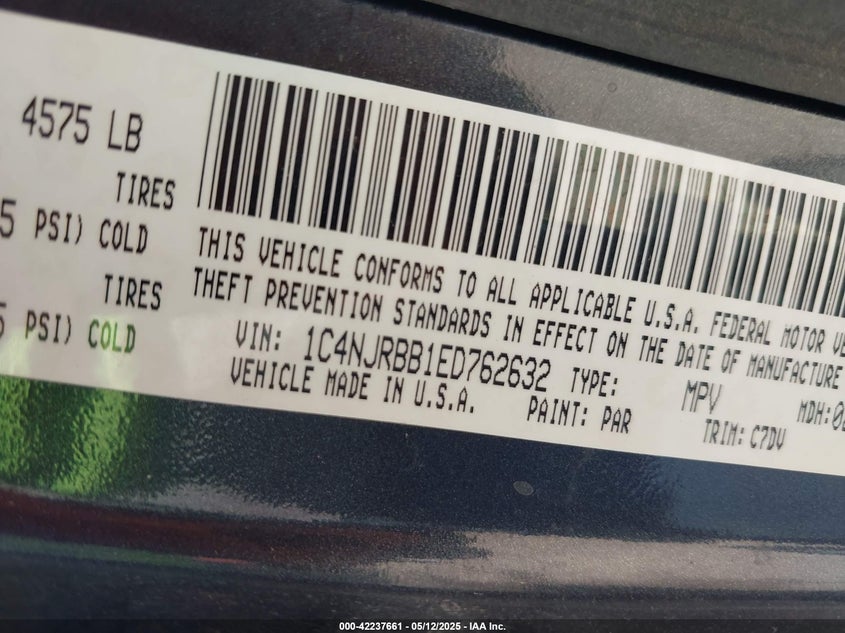 4575 LB
TIRES
5 PSI) COLD
TIRES
5 PSI) COLD
THIS VEHICLE CONFORMS TO ALL APPLICABLE U.S.A. FEDERAL MOTOR VE
THEFT PREVENTION STANDARDS IN EFFECT ON THE DATE OF MANUFACTURE
VIN: 1C4NJRBB1ED762632 TYPE: MPV MDH:0
VEHICLE MADE IN U.S.A. PAINT: PAR TRIM: C7DV
000-42237661 - 05/12/2025 - IAA Inc.